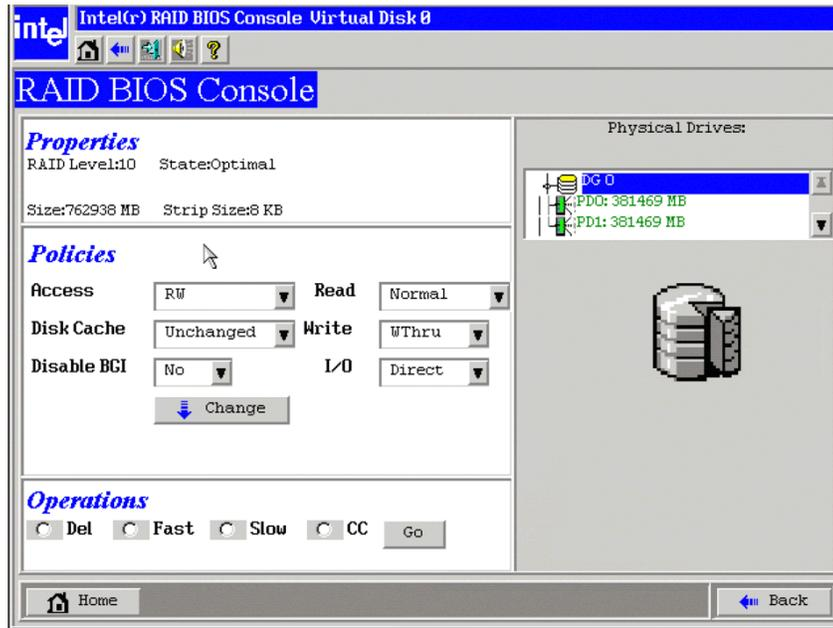 intel
Intel(r) RAID BIOS Console Virtual Disk 0
?
RAID BIOS Console
Properties
RAID Level:10 State:Optimal
Size:762938 MB Strip Size:8 KB
Policies
Access RW Read Normal
Disk Cache Unchanged Write WThru
Disable BGI No I/O Direct
Change
Operations
Del Fast Slow CC Go
Physical Drives:
DG 0
PD0: 381469 MB
PD1: 381469 MB
Home
Back